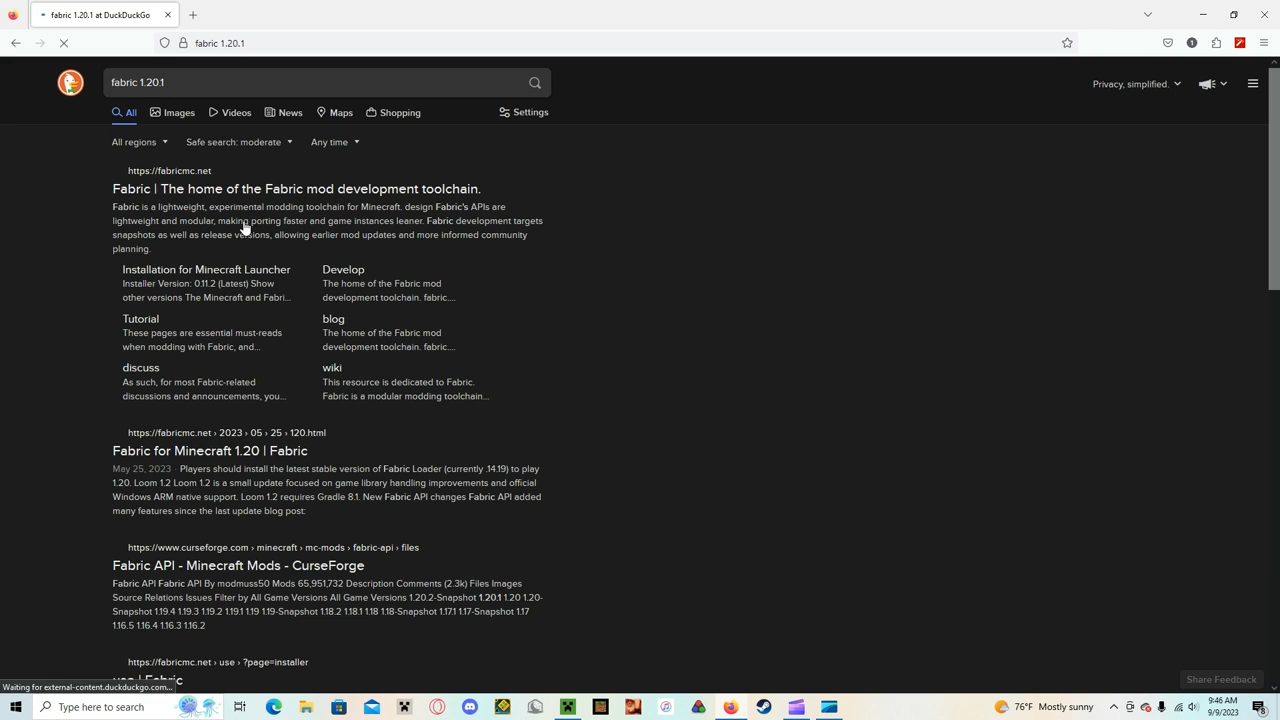 fabric 1.20.1 at DuckDuckGo
fabric 1.20.1
fabric 1.20.1
Privacy, simplified.
All
Images
Videos
News
Maps
Shopping
Settings
All regions
Safe search: moderate
Any time
https://fabricmc.net
Fabric | The home of the Fabric mod development toolchain.
Fabric is a lightweight, experimental modding toolchain for Minecraft. design Fabric's APIs are
lightweight and modular, making porting faster and game instances leaner. Fabric development targets
snapshots as well as release versions, allowing earlier mod updates and more informed community
planning.
Installation for Minecraft Launcher
Installer Version: 0.11.2 (Latest) Show
other versions The Minecraft and Fabri...
Develop
The home of the Fabric mod
development toolchain. fabric....
Tutorial
These pages are essential must-reads
when modding with Fabric, and...
blog
The home of the Fabric mod
development toolchain. fabric....
discuss
As such, for most Fabric-related
discussions and announcements, you...
wiki
This resource is dedicated to Fabric.
Fabric is a modular modding toolchain...
https://fabricmc.net › 2023 › 05 › 25 › 120.html
Fabric for Minecraft 1.20 | Fabric
May 25, 2023 · Players should install the latest stable version of Fabric Loader (currently .14.19) to play
1.20. Loom 1.2 Loom 1.2 is a small update focused on game library handling improvements and official
Windows ARM native support. Loom 1.2 requires Gradle 8.1. New Fabric API changes Fabric API added
many features since the last update blog post:
https://www.curseforge.com › minecraft › mc-mods › fabric-api › files
Fabric API - Minecraft Mods - CurseForge
Fabric API Fabric API By modmuss50 Mods 65,951,732 Description Comments (2.3k) Files Images
Source Relations Issues Filter by All Game Versions All Game Versions 1.20.2-Snapshot 1.20.1 1.20 1.20-
Snapshot 1.19.4 1.19.3 1.19.2 1.19.1 1.19 1.19-Snapshot 1.18.2 1.18.1 1.18 1.18-Snapshot 1.17.1 1.17-Snapshot 1.17
1.16.5 1.16.4 1.16.3 1.16.2
https://fabricmc.net › use › ?page=installer
use | Fabric
Share Feedback
Waiting for external-content.duckduckgo.com...
Type here to search
76°F Mostly sunny
9:46 AM
9/9/2023
8